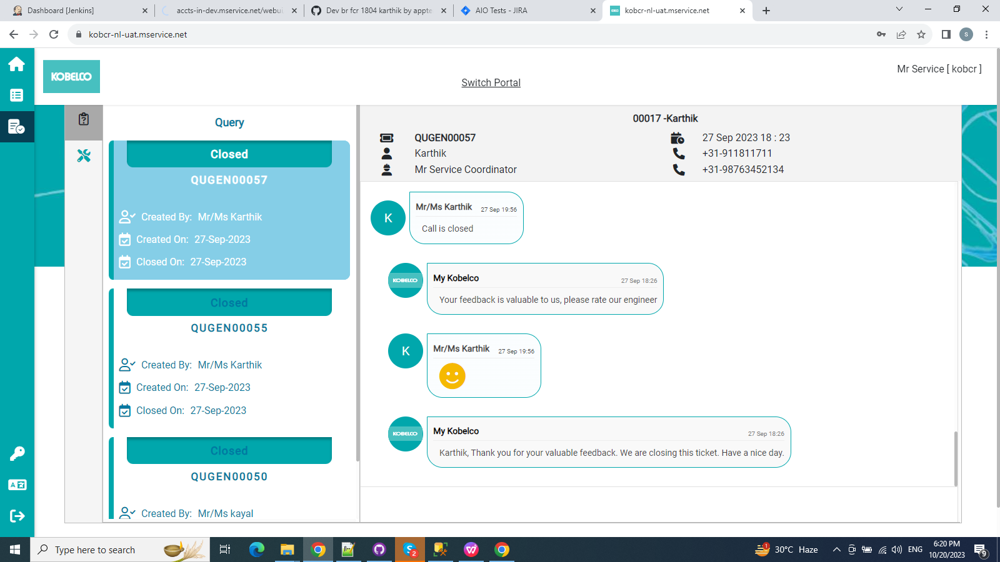 Dashboard [Jenkins]
accts-in-dev.mservice.net/webui
Dev br fcr 1804 karthik by appte
AIO Tests - JIRA
kobcr-nl-uat.mservice.net
kobcr-nl-uat.mservice.net
S
KOBELCO
Switch Portal
Mr Service [ kobcr ]
Query
Closed
QUGEN00057
Created By: Mr/Ms Karthik
Created On: 27-Sep-2023
Closed On: 27-Sep-2023
Closed
QUGEN00055
Created By: Mr/Ms Karthik
Created On: 27-Sep-2023
Closed On: 27-Sep-2023
Closed
QUGEN00050
Created By: Mr/Ms kayal
00017 -Karthik
QUGEN00057
27 Sep 2023 18 : 23
Karthik
+31-911811711
Mr Service Coordinator
+31-98763452134
K
Mr/Ms Karthik
27 Sep 19:56
Call is closed
KOBELCO
My Kobelco
27 Sep 18:26
Your feedback is valuable to us, please rate our engineer
K
Mr/Ms Karthik
27 Sep 19:56
KOBELCO
My Kobelco
27 Sep 18:26
Karthik, Thank you for your valuable feedback. We are closing this ticket. Have a nice day.
A
Type here to search
2
1
30°C Haze
ENG
6:20 PM
10/20/2023
9